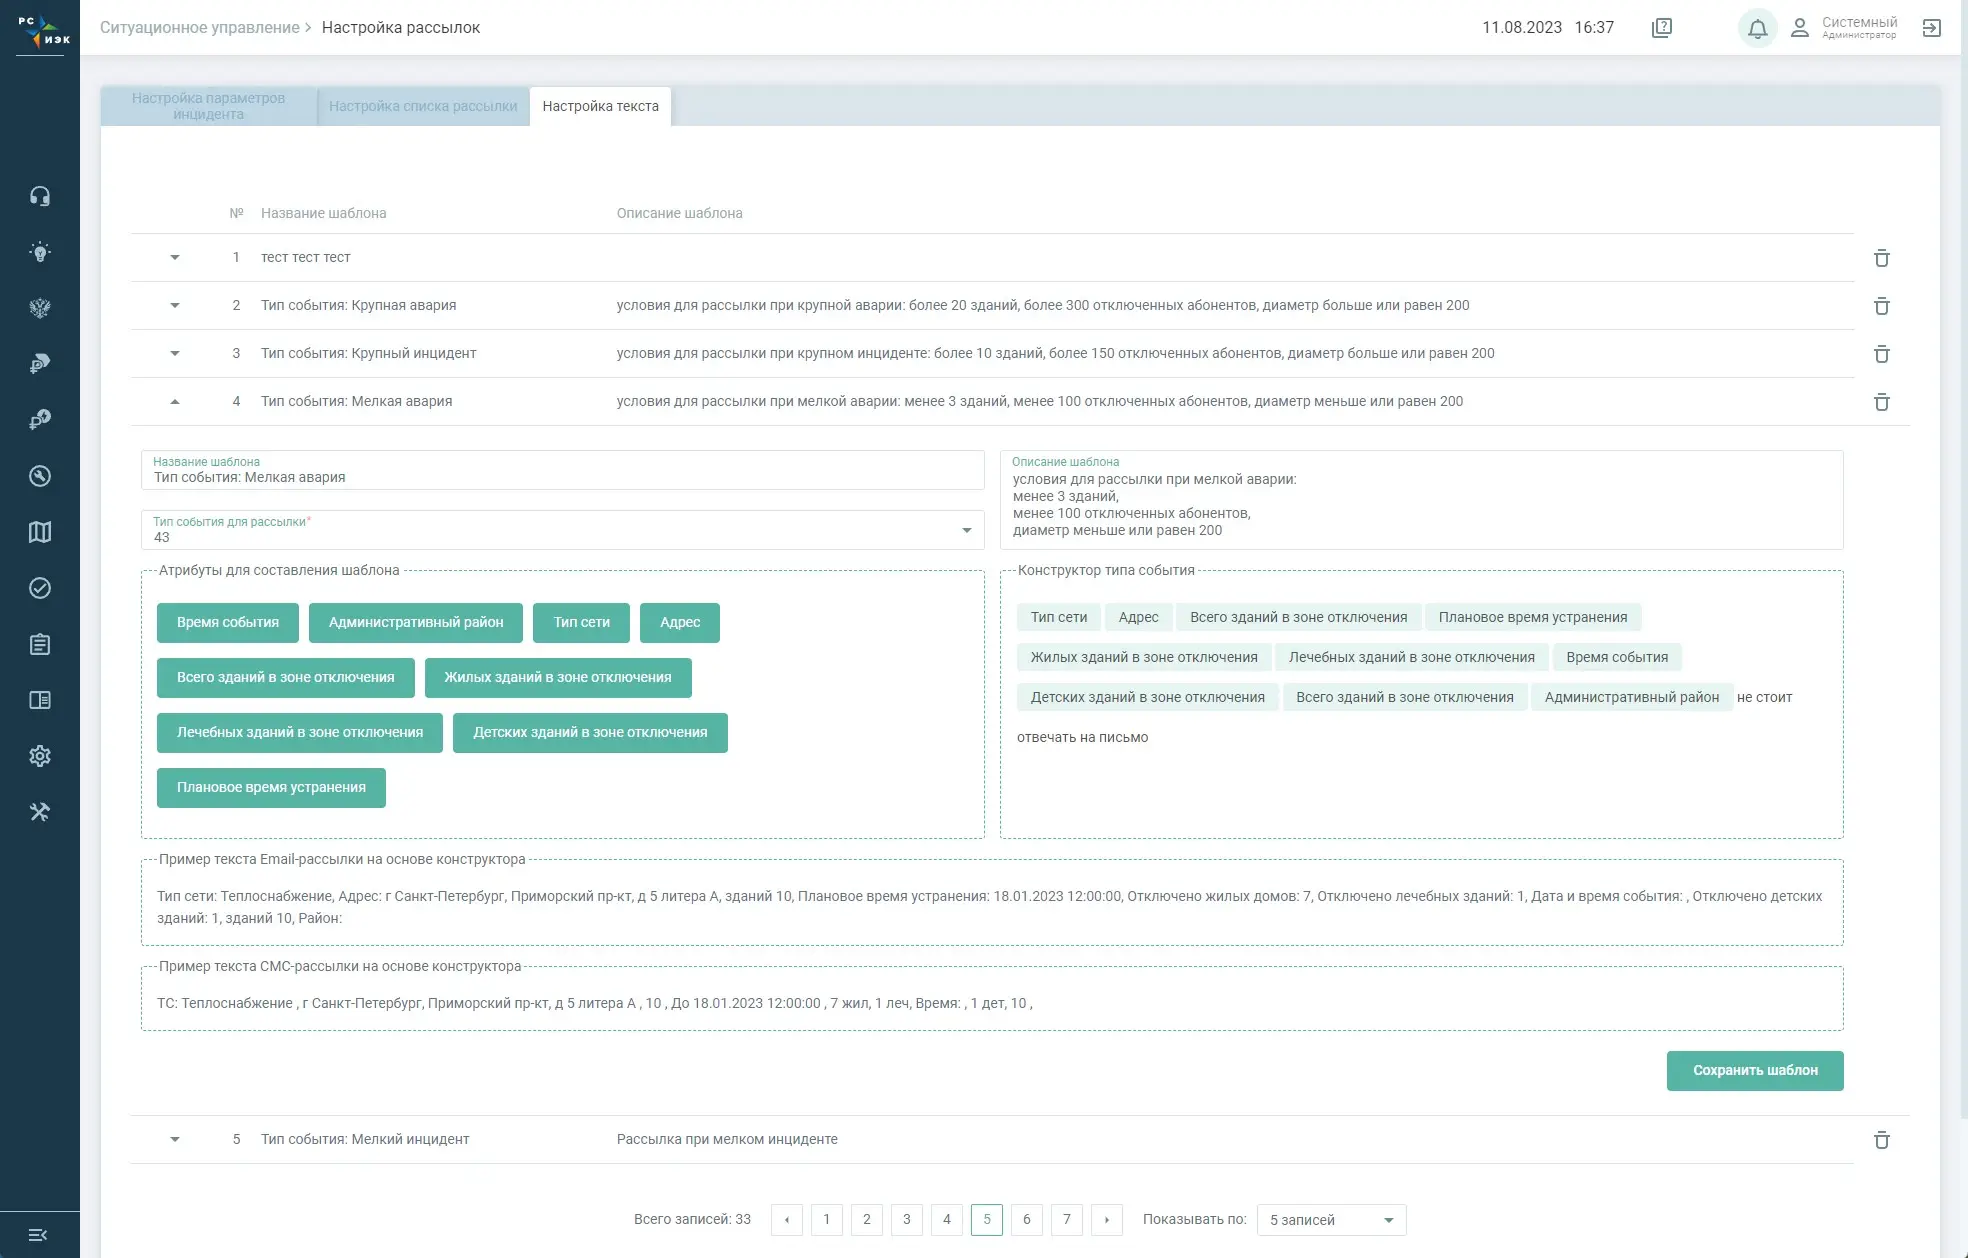 РС
ИЭК
Ситуационное управление > Настройка рассылок
11.08.2023 16:37
Системный
Администратор
Настройка параметров
инцидента
Настройка списка рассылки
Настройка текста
№ Название шаблона Описание шаблона
1 тест тест тест
2 Тип события: Крупная авария условия для рассылки при крупной аварии: более 20 зданий, более 300 отключенных абонентов, диаметр больше или равен 200
3 Тип события: Крупный инцидент условия для рассылки при крупном инциденте: более 10 зданий, более 150 отключенных абонентов, диаметр больше или равен 200
4 Тип события: Мелкая авария условия для рассылки при мелкой аварии: менее 3 зданий, менее 100 отключенных абонентов, диаметр меньше или равен 200
Название шаблона
Тип события: Мелкая авария
Тип события для рассылки*
43
Описание шаблона
условия для рассылки при мелкой аварии:
менее 3 зданий,
менее 100 отключенных абонентов,
диаметр меньше или равен 200
Атрибуты для составления шаблона
Время события Административный район Тип сети Адрес
Всего зданий в зоне отключения Жилых зданий в зоне отключения
Лечебных зданий в зоне отключения Детских зданий в зоне отключения
Плановое время устранения
Конструктор типа события
Тип сети Адрес Всего зданий в зоне отключения Плановое время устранения
Жилых зданий в зоне отключения Лечебных зданий в зоне отключения Время события
Детских зданий в зоне отключения Всего зданий в зоне отключения Административный район не стоит
отвечать на письмо
Пример текста Email-рассылки на основе конструктора
Тип сети: Теплоснабжение, Адрес: г Санкт-Петербург, Приморский пр-кт, д 5 литера А, зданий 10, Плановое время устранения: 18.01.2023 12:00:00, Отключено жилых домов: 7, Отключено лечебных зданий: 1, Дата и время события: , Отключено детских
зданий: 1, зданий 10, Район:
Пример текста СМС-рассылки на основе конструктора
ТС: Теплоснабжение , г Санкт-Петербург, Приморский пр-кт, д 5 литера А , 10 , До 18.01.2023 12:00:00 , 7 жил, 1 леч, Время: , 1 дет, 10 ,
Сохранить шаблон
5 Тип события: Мелкий инцидент Рассылка при мелком инциденте
Всего записей: 33 1 2 3 4 5 6 7 Показывать по: 5 записей